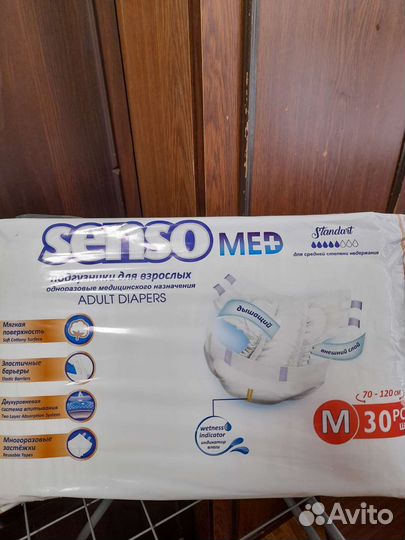 senso MED
Standart
для средней степени недержания
подгузники для взрослых
одноразовые медицинского назначения
ADULT DIAPERS
Мягкая
поверхность
Soft Cottony Surface
Эластичные
барьеры
Elastic Barriers
Двухуровневая
система впитывания
Two Layer Absorption System
Многоразовые
застёжки
Reusable Tapes
дышащий
внешний слой
wetness
indicator
индикатор
влаги
70 - 120 см
M 30
Avito